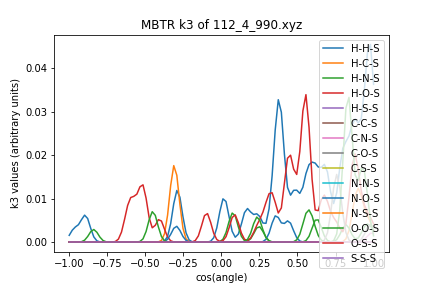 MBTR k3 of 112_4_990.xyz
k3 values (arbitrary units)
0.04
0.03
0.02
0.01
0.00
−1.00 −0.75 −0.50 −0.25 0.00 0.25 0.50 0.75 1.00
cos(angle)
H-H-S
H-C-S
H-N-S
H-O-S
H-S-S
C-C-S
C-N-S
C-O-S
C-S-S
N-N-S
N-O-S
N-S-S
O-O-S
O-S-S
S-S-S